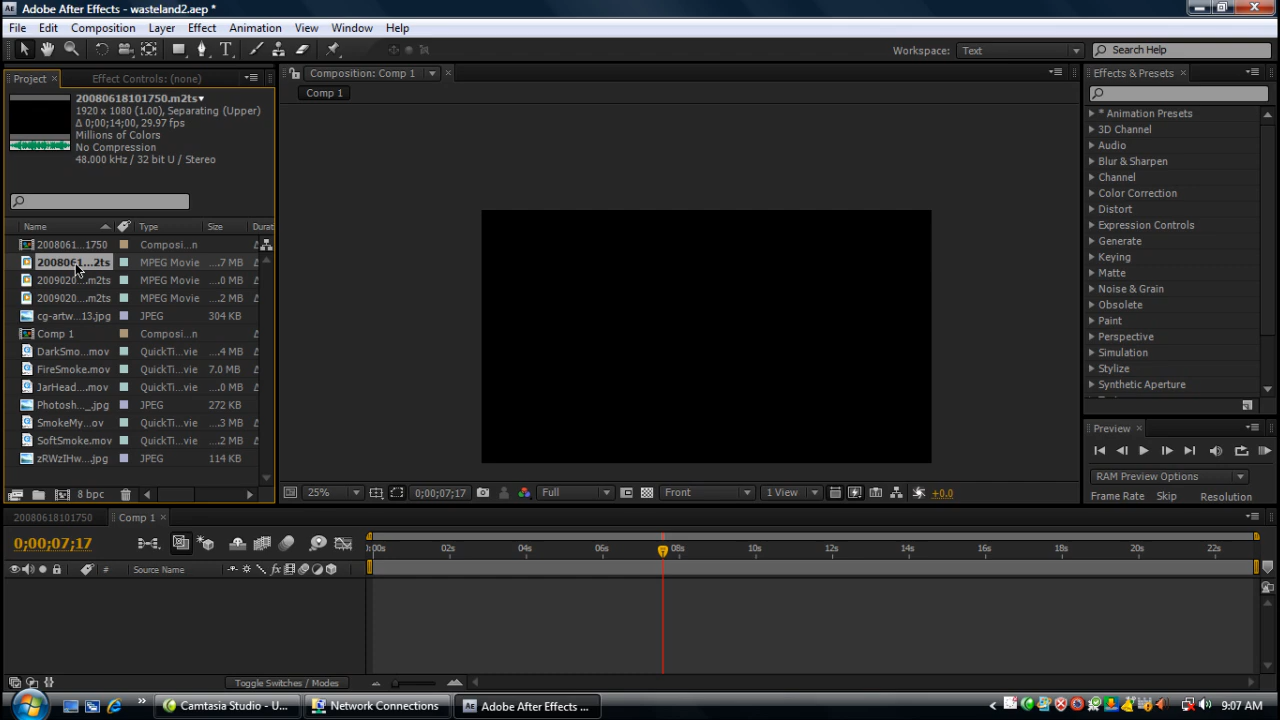 Adobe After Effects - wasteland2.aep *
File Edit Composition Layer Effect Animation View Window Help
Workspace: Text Search Help
Project Effect Controls: (none)
20080618101750.m2ts
1920 x 1080 (1.00), Separating (Upper)
Δ 0;00;14;00, 29.97 fps
Millions of Colors
No Compression
48.000 kHz / 32 bit U / Stereo
Name Type Size Durat
2008061...1750 Composi...n
2008061...2ts MPEG Movie ....7 MB
2009020...m2ts MPEG Movie ....0 MB
2009020...m2ts MPEG Movie ....2 MB
cg-artw...13.jpg JPEG 304 KB
Comp 1 Composi...n
DarkSmo...mov QuickTi...vie ....4 MB
FireSmoke.mov QuickTi...vie 7.0 MB
JarHead....mov QuickTi...vie ....0 MB
Photosh..._.jpg JPEG 272 KB
SmokeMy...ov QuickTi...vie ....3 MB
SoftSmoke.mov QuickTi...vie ....2 MB
zRWzIHw...jpg JPEG 114 KB
8 bpc
Composition: Comp 1
Comp 1
25% 0;00;07;17 Full Front 1 View +0.0
Effects & Presets
* Animation Presets
3D Channel
Audio
Blur & Sharpen
Channel
Color Correction
Distort
Expression Controls
Generate
Keying
Matte
Noise & Grain
Obsolete
Paint
Perspective
Simulation
Stylize
Synthetic Aperture
Preview
RAM Preview Options
Frame Rate Skip Resolution
20080618101750 Comp 1
0;00;07;17
# Source Name
:00s 02s 04s 06s 08s 10s 12s 14s 16s 18s 20s 22s
Toggle Switches / Modes
Camtasia Studio - U... Network Connections Adobe After Effects ... 9:07 AM